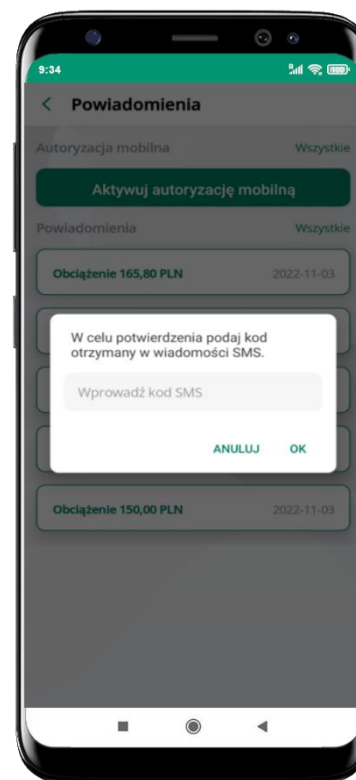 9:34
Powiadomienia
Autoryzacja mobilna Wszystkie
Aktywuj autoryzację mobilną
Powiadomienia Wszystkie
Obciążenie 165,80 PLN 2022-11-03
W celu potwierdzenia podaj kod
otrzymany w wiadomości SMS.
Wprowadź kod SMS
ANULUJ OK
Obciążenie 150,00 PLN 2022-11-03